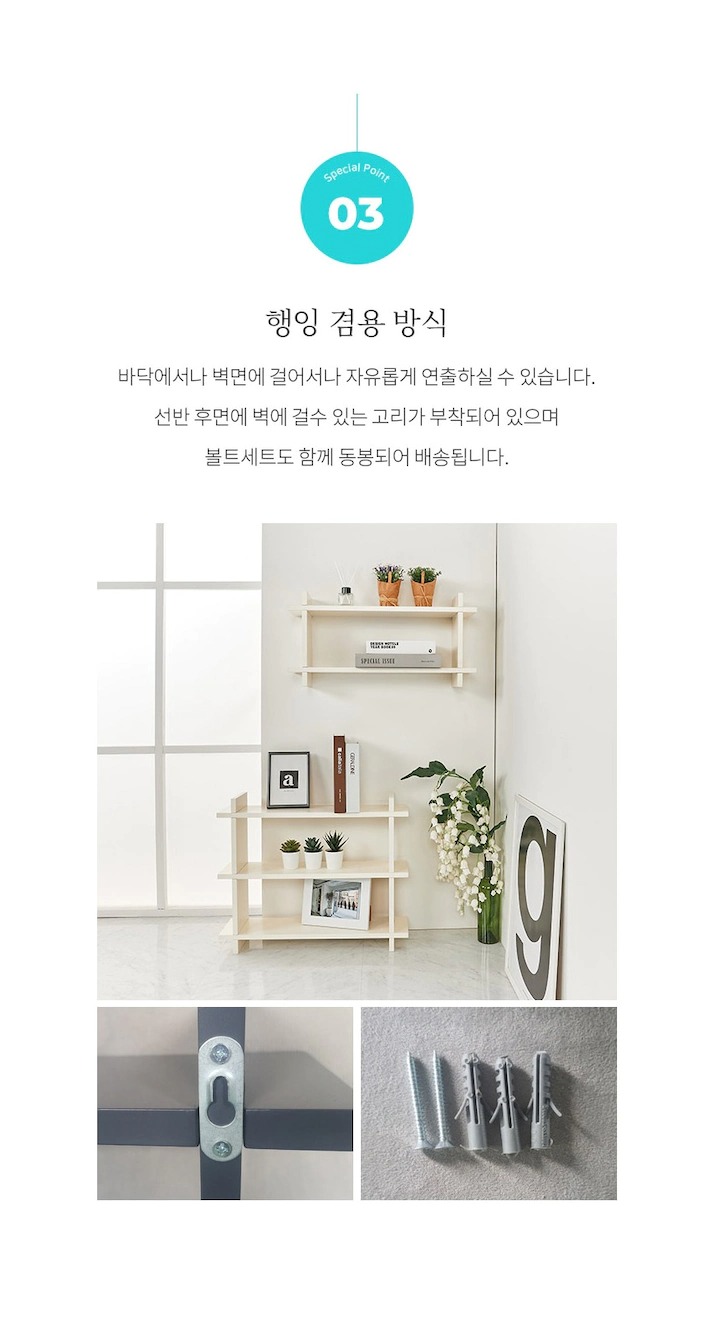 Special Point
03
행잉 겸용 방식
바닥에서나 벽면에 걸어서나 자유롭게 연출하실 수 있습니다.
선반 후면에 벽에 걸수 있는 고리가 부착되어 있으며
볼트세트도 함께 동봉되어 배송됩니다.
SPECIAL ISSUE
a
g